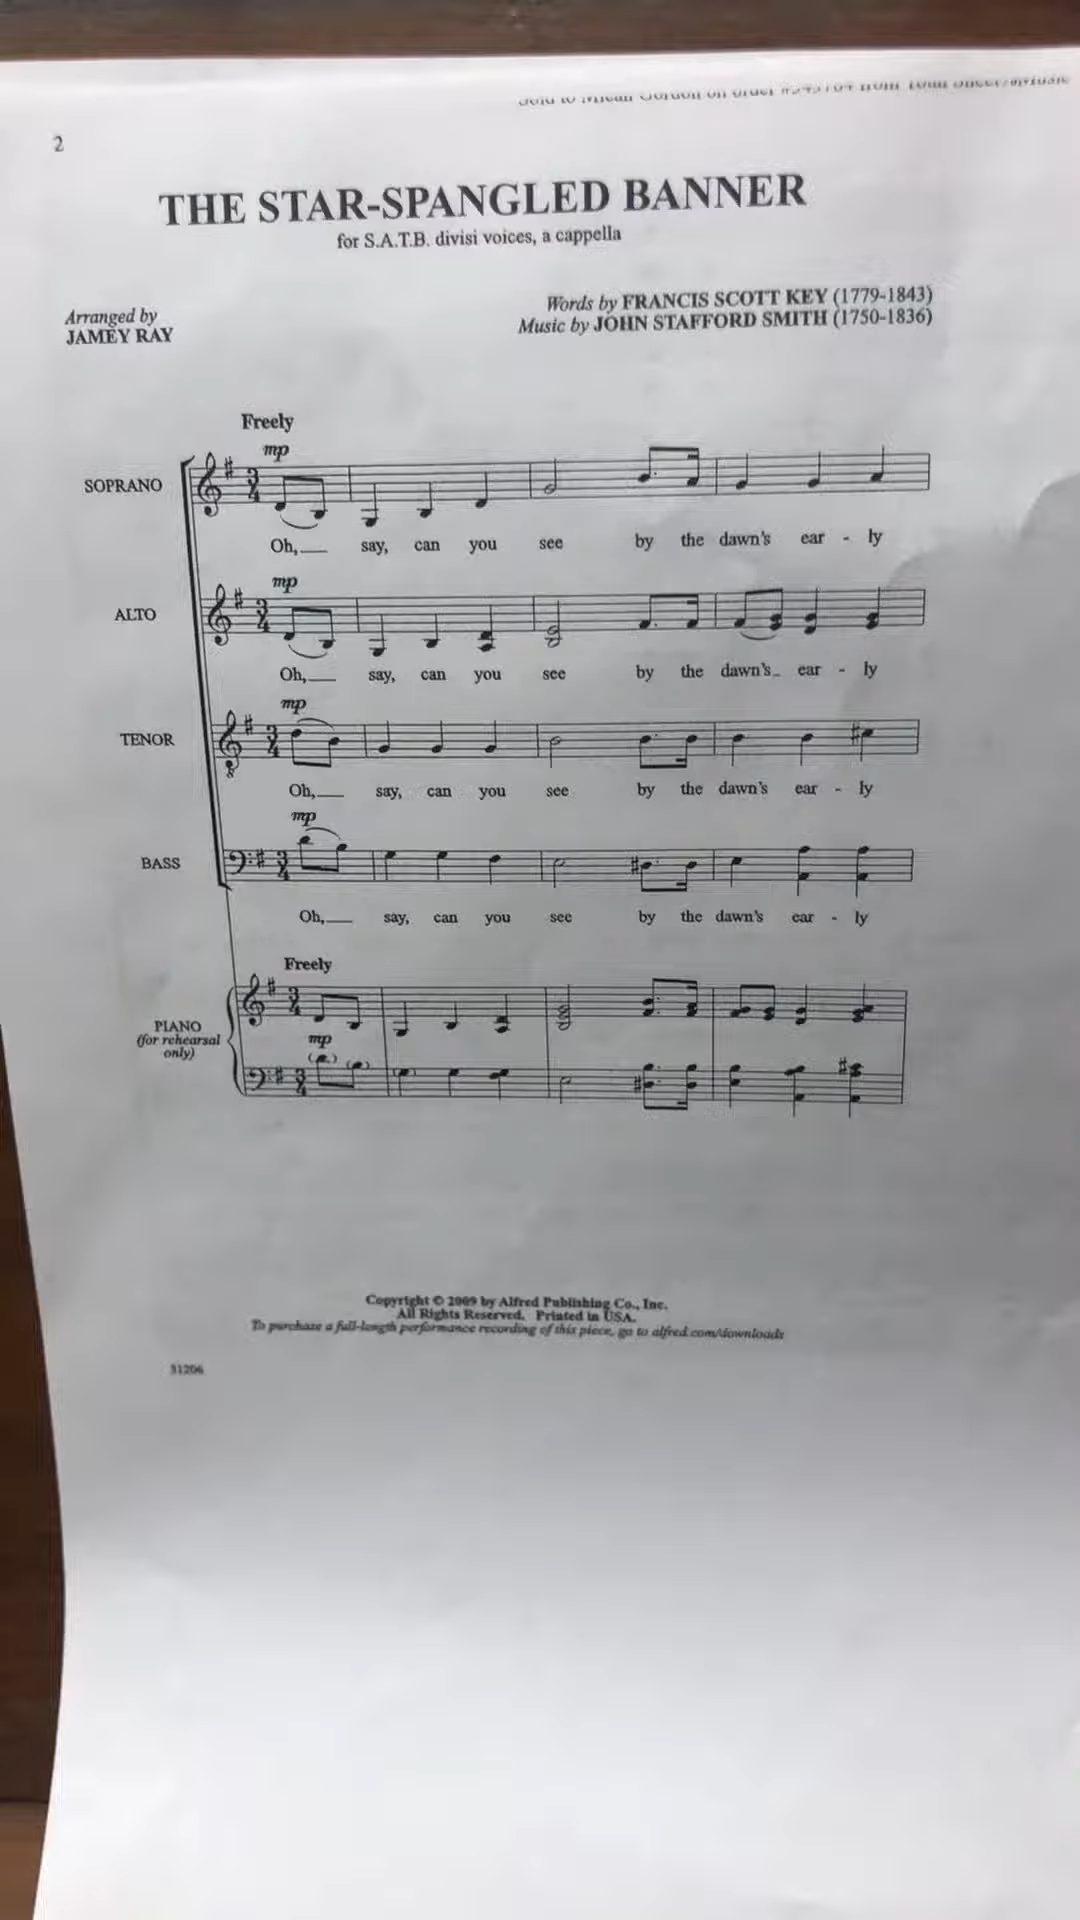 2
THE STAR-SPANGLED BANNER
for S.A.T.B. divisi voices, a cappella
Arranged by
JAMEY RAY
Words by FRANCIS SCOTT KEY (1779-1843)
Music by JOHN STAFFORD SMITH (1750-1836)
Freely
mp
SOPRANO
Oh, say, can you see by the dawn's ear - ly
mp
ALTO
Oh, say, can you see by the dawn's ear - ly
mp
TENOR
Oh, say, can you see by the dawn's ear - ly
mp
BASS
Oh, say, can you see by the dawn's ear - ly
Freely
PIANO
(for rehearsal
only)
mp
Copyright © 2009 by Alfred Publishing Co., Inc.
All Rights Reserved. Printed in USA.
To purchase a full-length performance recording of this piece, go to alfred.com/downloads
31206